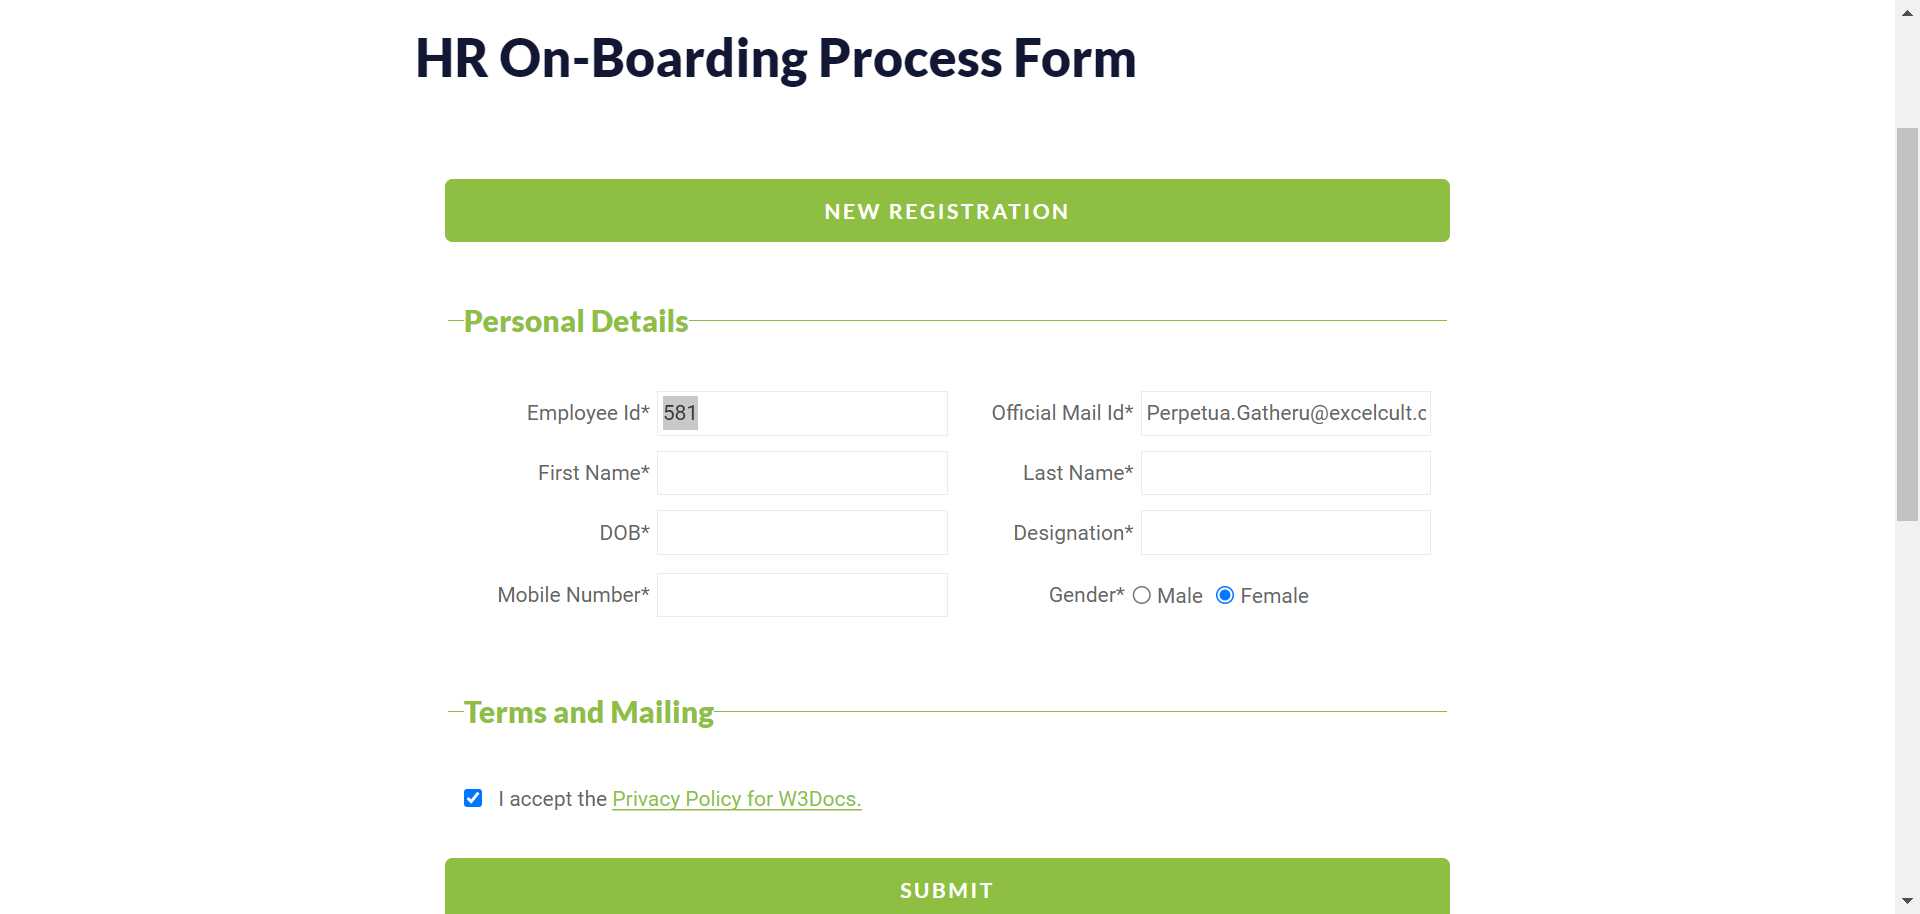 HR On-Boarding Process Form
NEW REGISTRATION
Personal Details
Employee Id* 581 Official Mail Id* Perpetua.Gatheru@excelcult.c
First Name* Last Name*
DOB* Designation*
Mobile Number* Gender* Male Female
Terms and Mailing
I accept the Privacy Policy for W3Docs.
SUBMIT